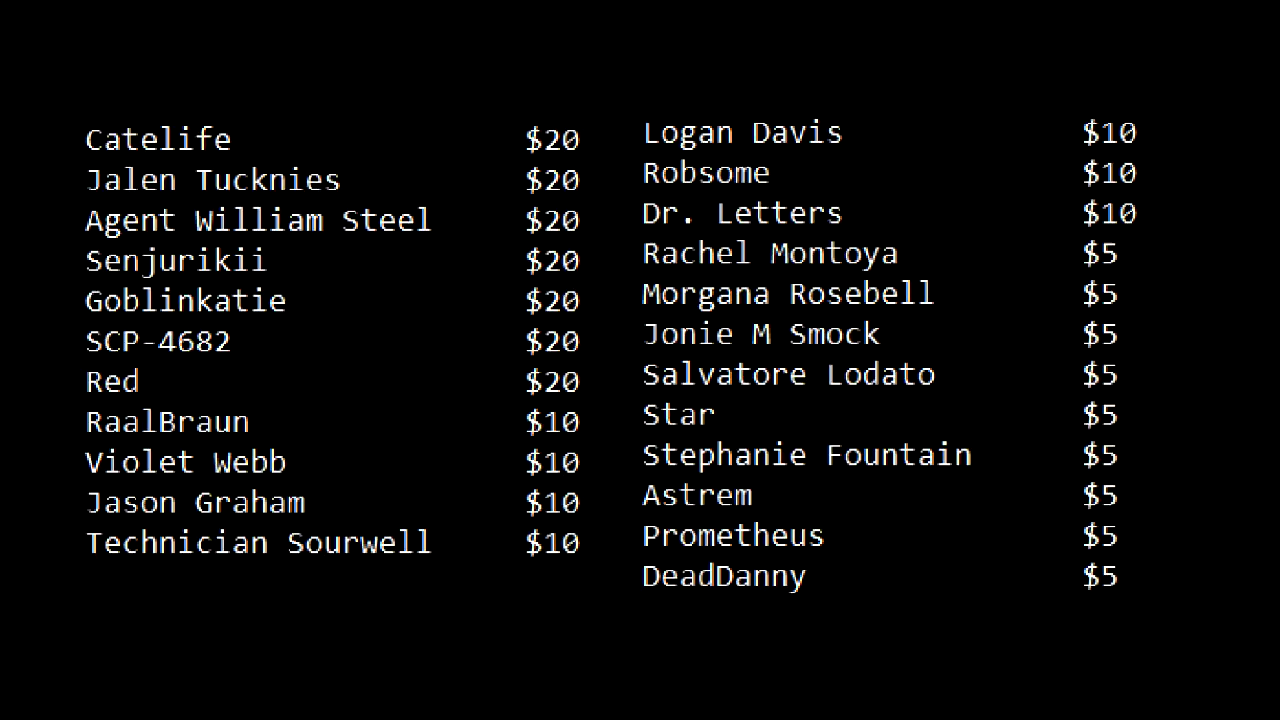 Catelife $20
Jalen Tucknies $20
Agent William Steel $20
Senjurikii $20
Goblinkatie $20
SCP-4682 $20
Red $20
RaalBraun $10
Violet Webb $10
Jason Graham $10
Technician Sourwell $10
Logan Davis $10
Robsome $10
Dr. Letters $10
Rachel Montoya $5
Morgana Rosebell $5
Jonie M Smock $5
Salvatore Lodato $5
Star $5
Stephanie Fountain $5
Astrem $5
Prometheus $5
DeadDanny $5